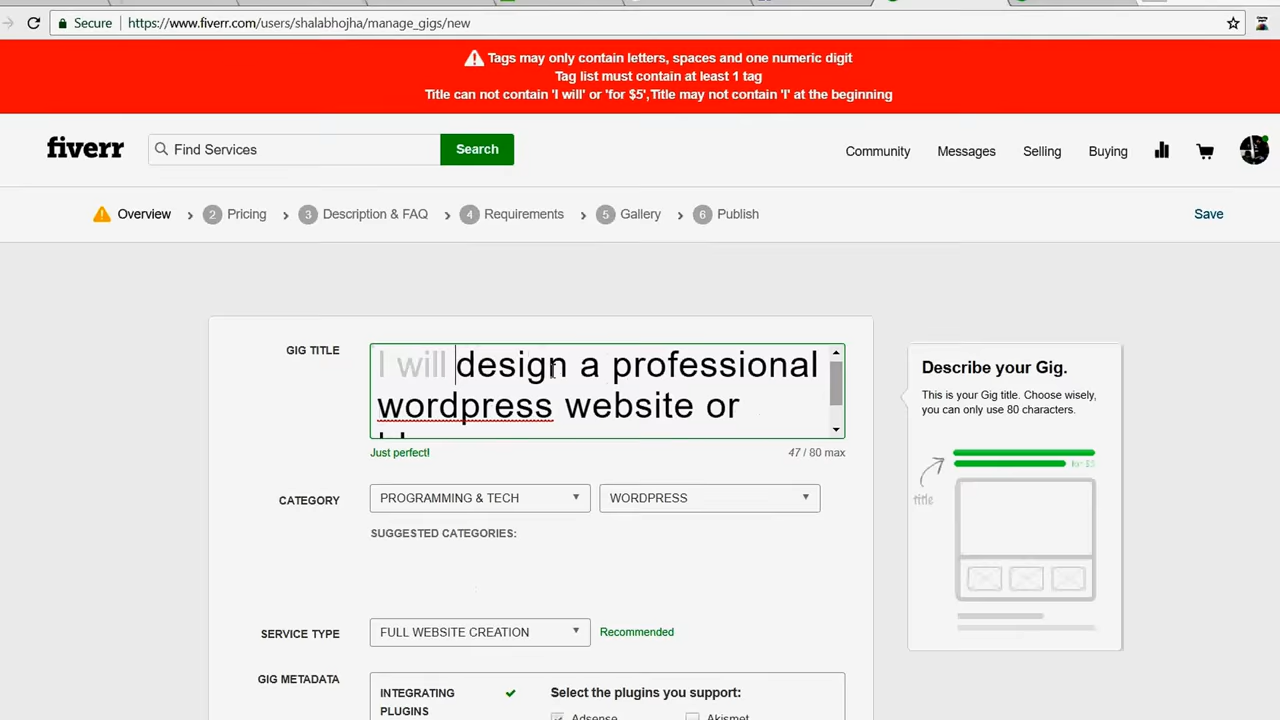 Secure https://www.fiverr.com/users/shalabhojha/manage_gigs/new
Tags may only contain letters, spaces and one numeric digit
Tag list must contain at least 1 tag
Title can not contain 'I will' or 'for $5',Title may not contain 'I' at the beginning
fiverr Find Services Search Community Messages Selling Buying
Overview 2 Pricing 3 Description & FAQ 4 Requirements 5 Gallery 6 Publish Save
GIG TITLE
I will design a professional
wordpress website or
Just perfect! 47 / 80 max
Describe your Gig.
This is your Gig title. Choose wisely,
you can only use 80 characters.
for $5
title
CATEGORY PROGRAMMING & TECH WORDPRESS
SUGGESTED CATEGORIES:
SERVICE TYPE FULL WEBSITE CREATION Recommended
GIG METADATA
INTEGRATING
PLUGINS
Select the plugins you support:
Adsense Akismet